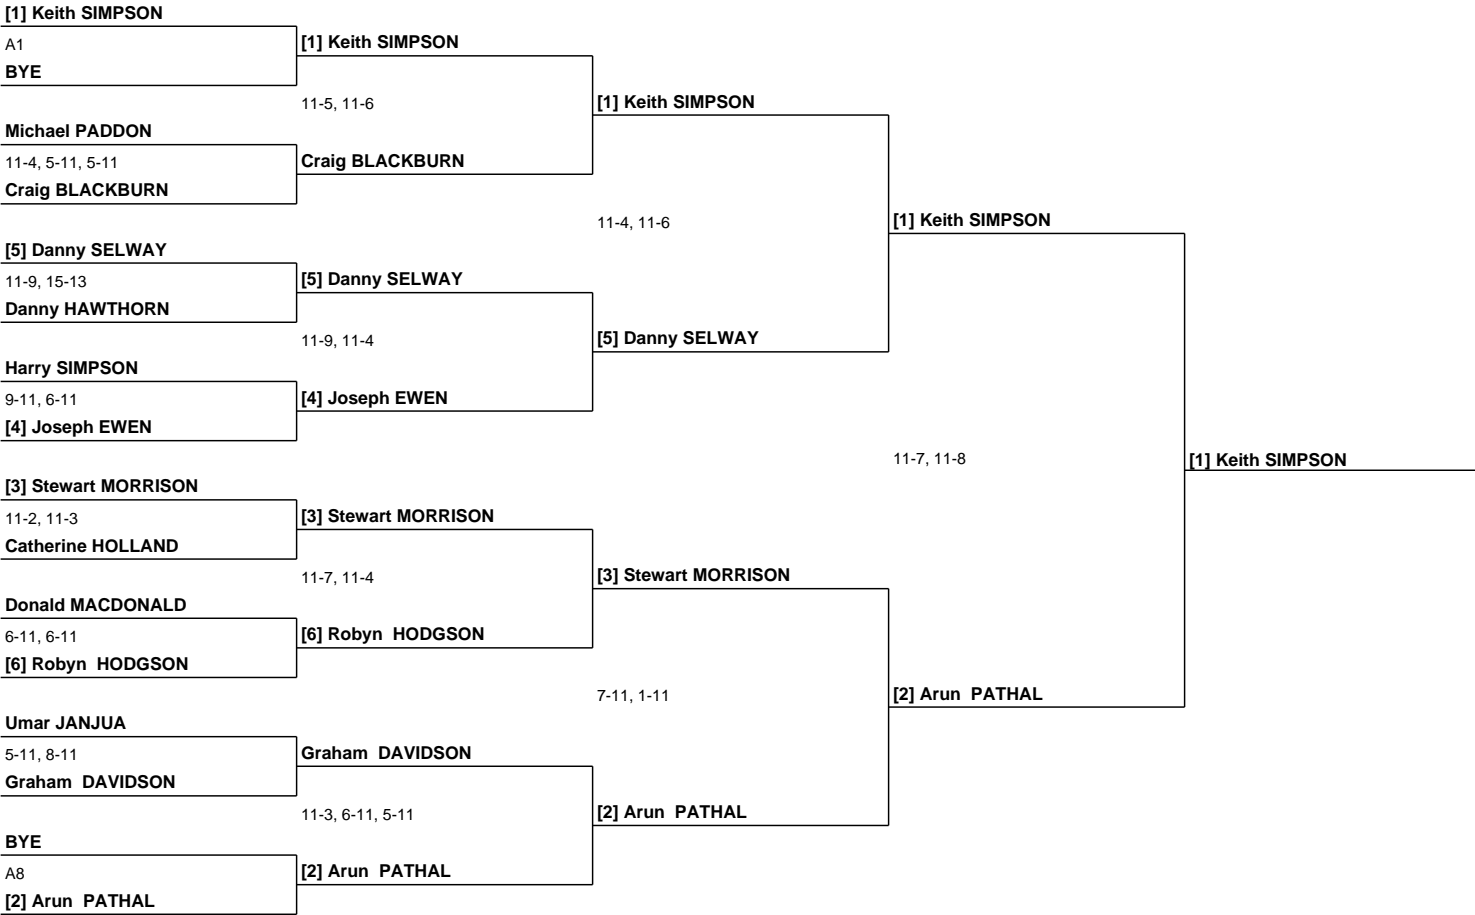 [1] Keith SIMPSON
A1
[1] Keith SIMPSON
BYE
11-5, 11-6
[1] Keith SIMPSON
Michael PADDON
11-4, 5-11, 5-11
Craig BLACKBURN
Craig BLACKBURN
11-4, 11-6
[1] Keith SIMPSON
[5] Danny SELWAY
11-9, 15-13
[5] Danny SELWAY
Danny HAWTHORN
11-9, 11-4
[5] Danny SELWAY
Harry SIMPSON
9-11, 6-11
[4] Joseph EWEN
[4] Joseph EWEN
11-7, 11-8
[1] Keith SIMPSON
[3] Stewart MORRISON
11-2, 11-3
[3] Stewart MORRISON
Catherine HOLLAND
11-7, 11-4
[3] Stewart MORRISON
Donald MACDONALD
6-11, 6-11
[6] Robyn HODGSON
[6] Robyn HODGSON
7-11, 1-11
[2] Arun PATHAL
Umar JANJUA
5-11, 8-11
Graham DAVIDSON
Graham DAVIDSON
11-3, 6-11, 5-11
[2] Arun PATHAL
BYE
A8
[2] Arun PATHAL
[2] Arun PATHAL